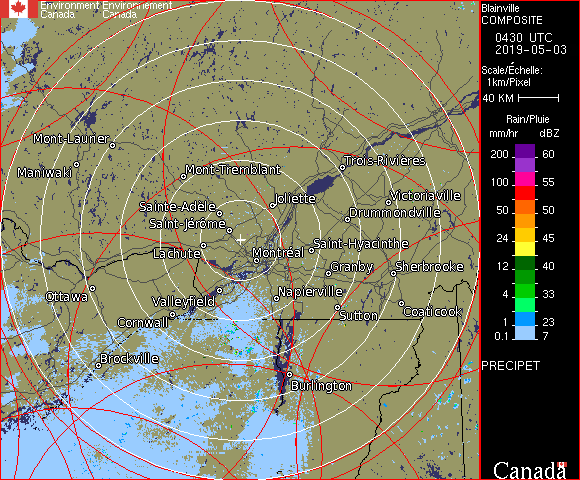 Environment Environnement
Canada Canada
Mont-Laurier
Maniwaki
Mont-Tremblant
Trois-Rivières
Joliette
Victoriaville
Sainte-Adèle
Drummondville
Saint-Jérôme
Lachute
Montréal
Saint-Hyacinthe
Granby
Sherbrooke
Ottawa
Valleyfield
Napierville
Cornwall
Sutton
Coaticook
Brockville
Burlington
Blainville
COMPOSITE
0430 UTC
2019-05-03
Scale/Échelle:
1km/Pixel
40 KM
Rain/Pluie
mm/hr dBZ
200 60
100 55
50 50
24 45
12 40
4 33
1 23
0.1 7
PRECIPET
Canada